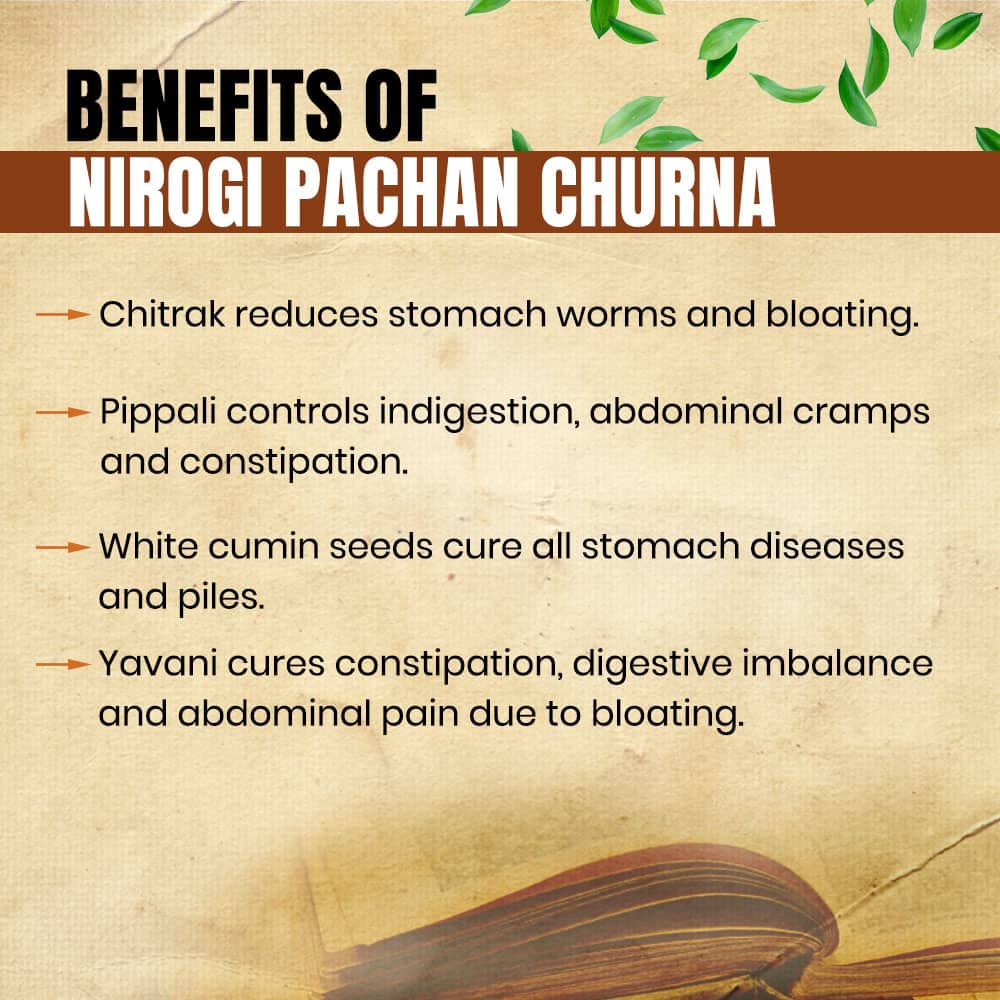 BENEFITS OF
NIROGI PACHAN CHURNA
Chitrak reduces stomach worms and bloating.
Pippali controls indigestion, abdominal cramps
and constipation.
White cumin seeds cure all stomach diseases
and piles.
Yavani cures constipation, digestive imbalance
and abdominal pain due to bloating.